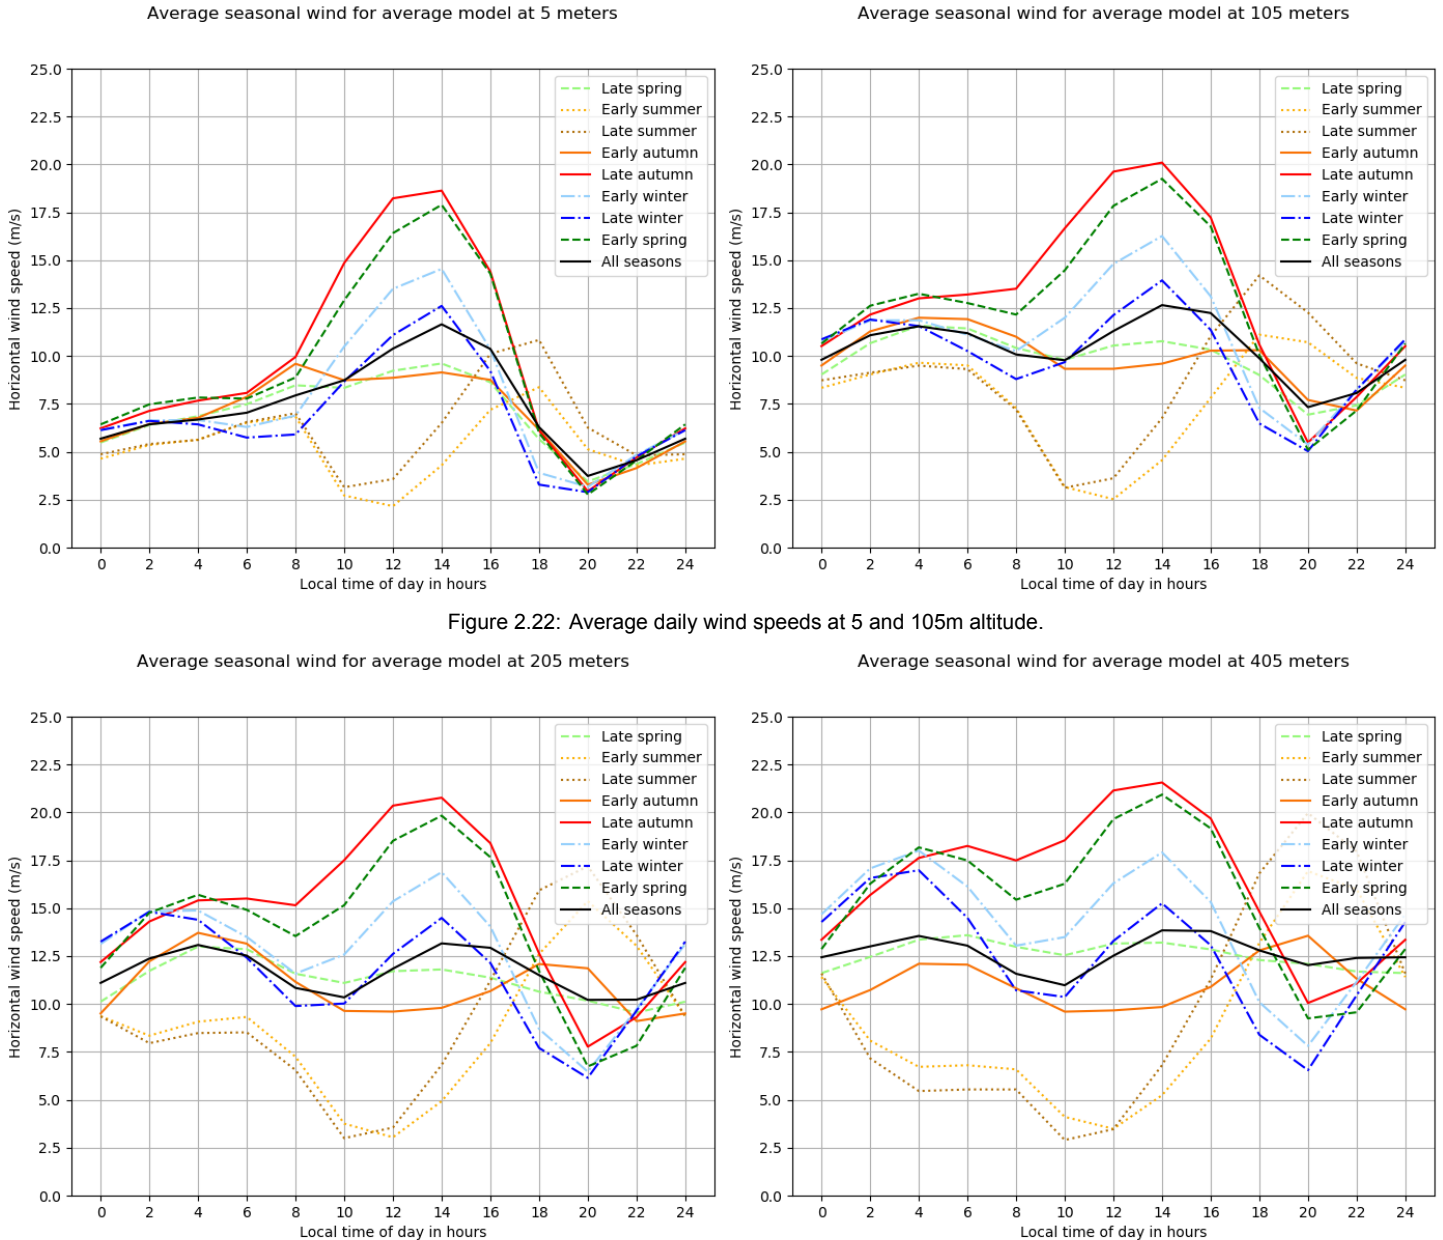 Average seasonal wind for average model at 5 meters
Average seasonal wind for average model at 105 meters
Horizontal wind speed (m/s)
25.0
22.5
20.0
17.5
15.0
12.5
10.0
7.5
5.0
2.5
0.0
Late spring
Early summer
Late summer
Early autumn
Late autumn
Early winter
Late winter
Early spring
All seasons
0 2 4 6 8 10 12 14 16 18 20 22 24
Local time of day in hours
Horizontal wind speed (m/s)
25.0
22.5
20.0
17.5
15.0
12.5
10.0
7.5
5.0
2.5
0.0
Late spring
Early summer
Late summer
Early autumn
Late autumn
Early winter
Late winter
Early spring
All seasons
0 2 4 6 8 10 12 14 16 18 20 22 24
Local time of day in hours
Figure 2.22: Average daily wind speeds at 5 and 105m altitude.
Average seasonal wind for average model at 205 meters
Average seasonal wind for average model at 405 meters
Horizontal wind speed (m/s)
25.0
22.5
20.0
17.5
15.0
12.5
10.0
7.5
5.0
2.5
0.0
Late spring
Early summer
Late summer
Early autumn
Late autumn
Early winter
Late winter
Early spring
All seasons
0 2 4 6 8 10 12 14 16 18 20 22 24
Local time of day in hours
Horizontal wind speed (m/s)
25.0
22.5
20.0
17.5
15.0
12.5
10.0
7.5
5.0
2.5
0.0
Late spring
Early summer
Late summer
Early autumn
Late autumn
Early winter
Late winter
Early spring
All seasons
0 2 4 6 8 10 12 14 16 18 20 22 24
Local time of day in hours